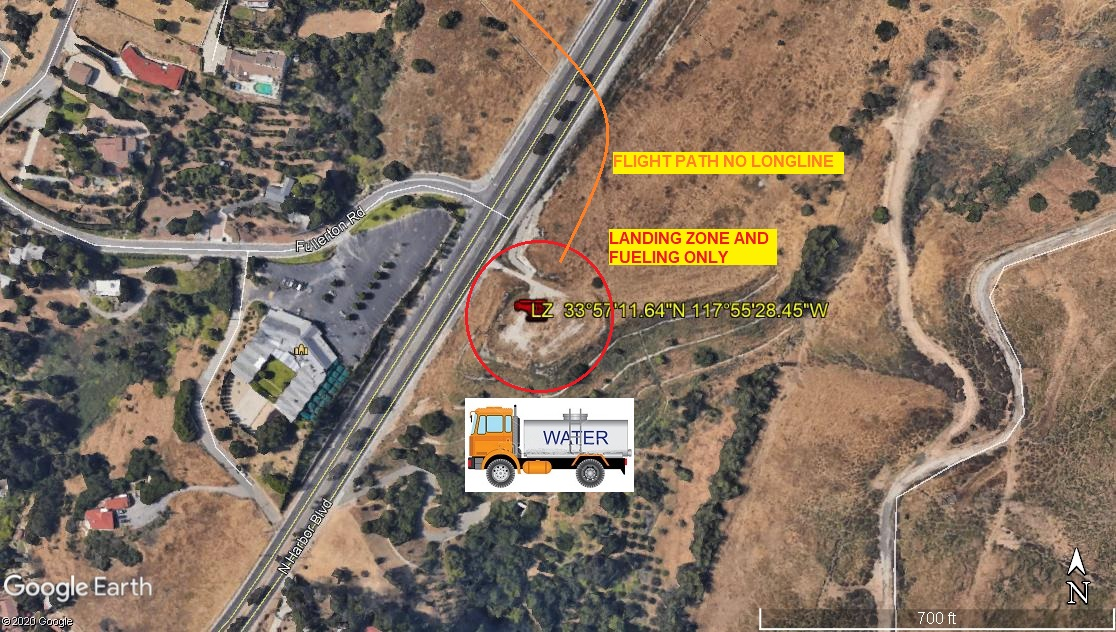 FLIGHT PATH NO LONGLINE
Fullerton Rd
LANDING ZONE AND
FUELING ONLY
LZ 33°57'11.64"N 117°55'28.45"W
WATER
N Harbor Blvd
Google Earth
© 2020 Google
N
700 ft